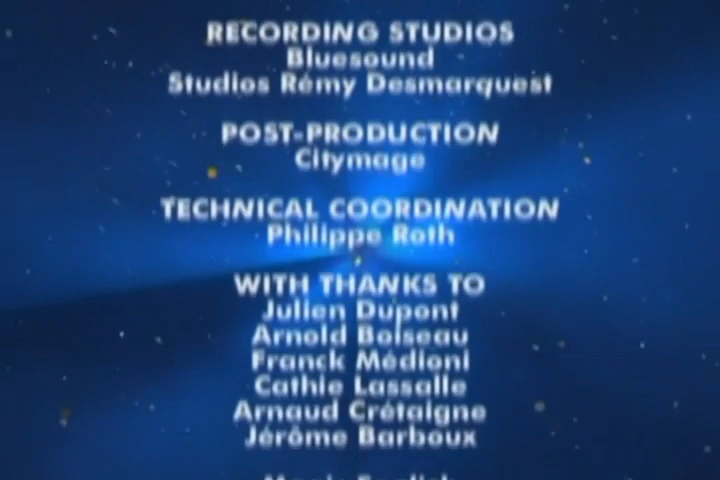 RECORDING STUDIOS
Bluesound
Studios Rémy Desmarquest
POST-PRODUCTION
Citymage
TECHNICAL COORDINATION
Philippe Roth
WITH THANKS TO
Julien Dupont
Arnold Boiseau
Franck Médioni
Cathie Lassalle
Arnaud Crétaigne
Jérôme Barboux